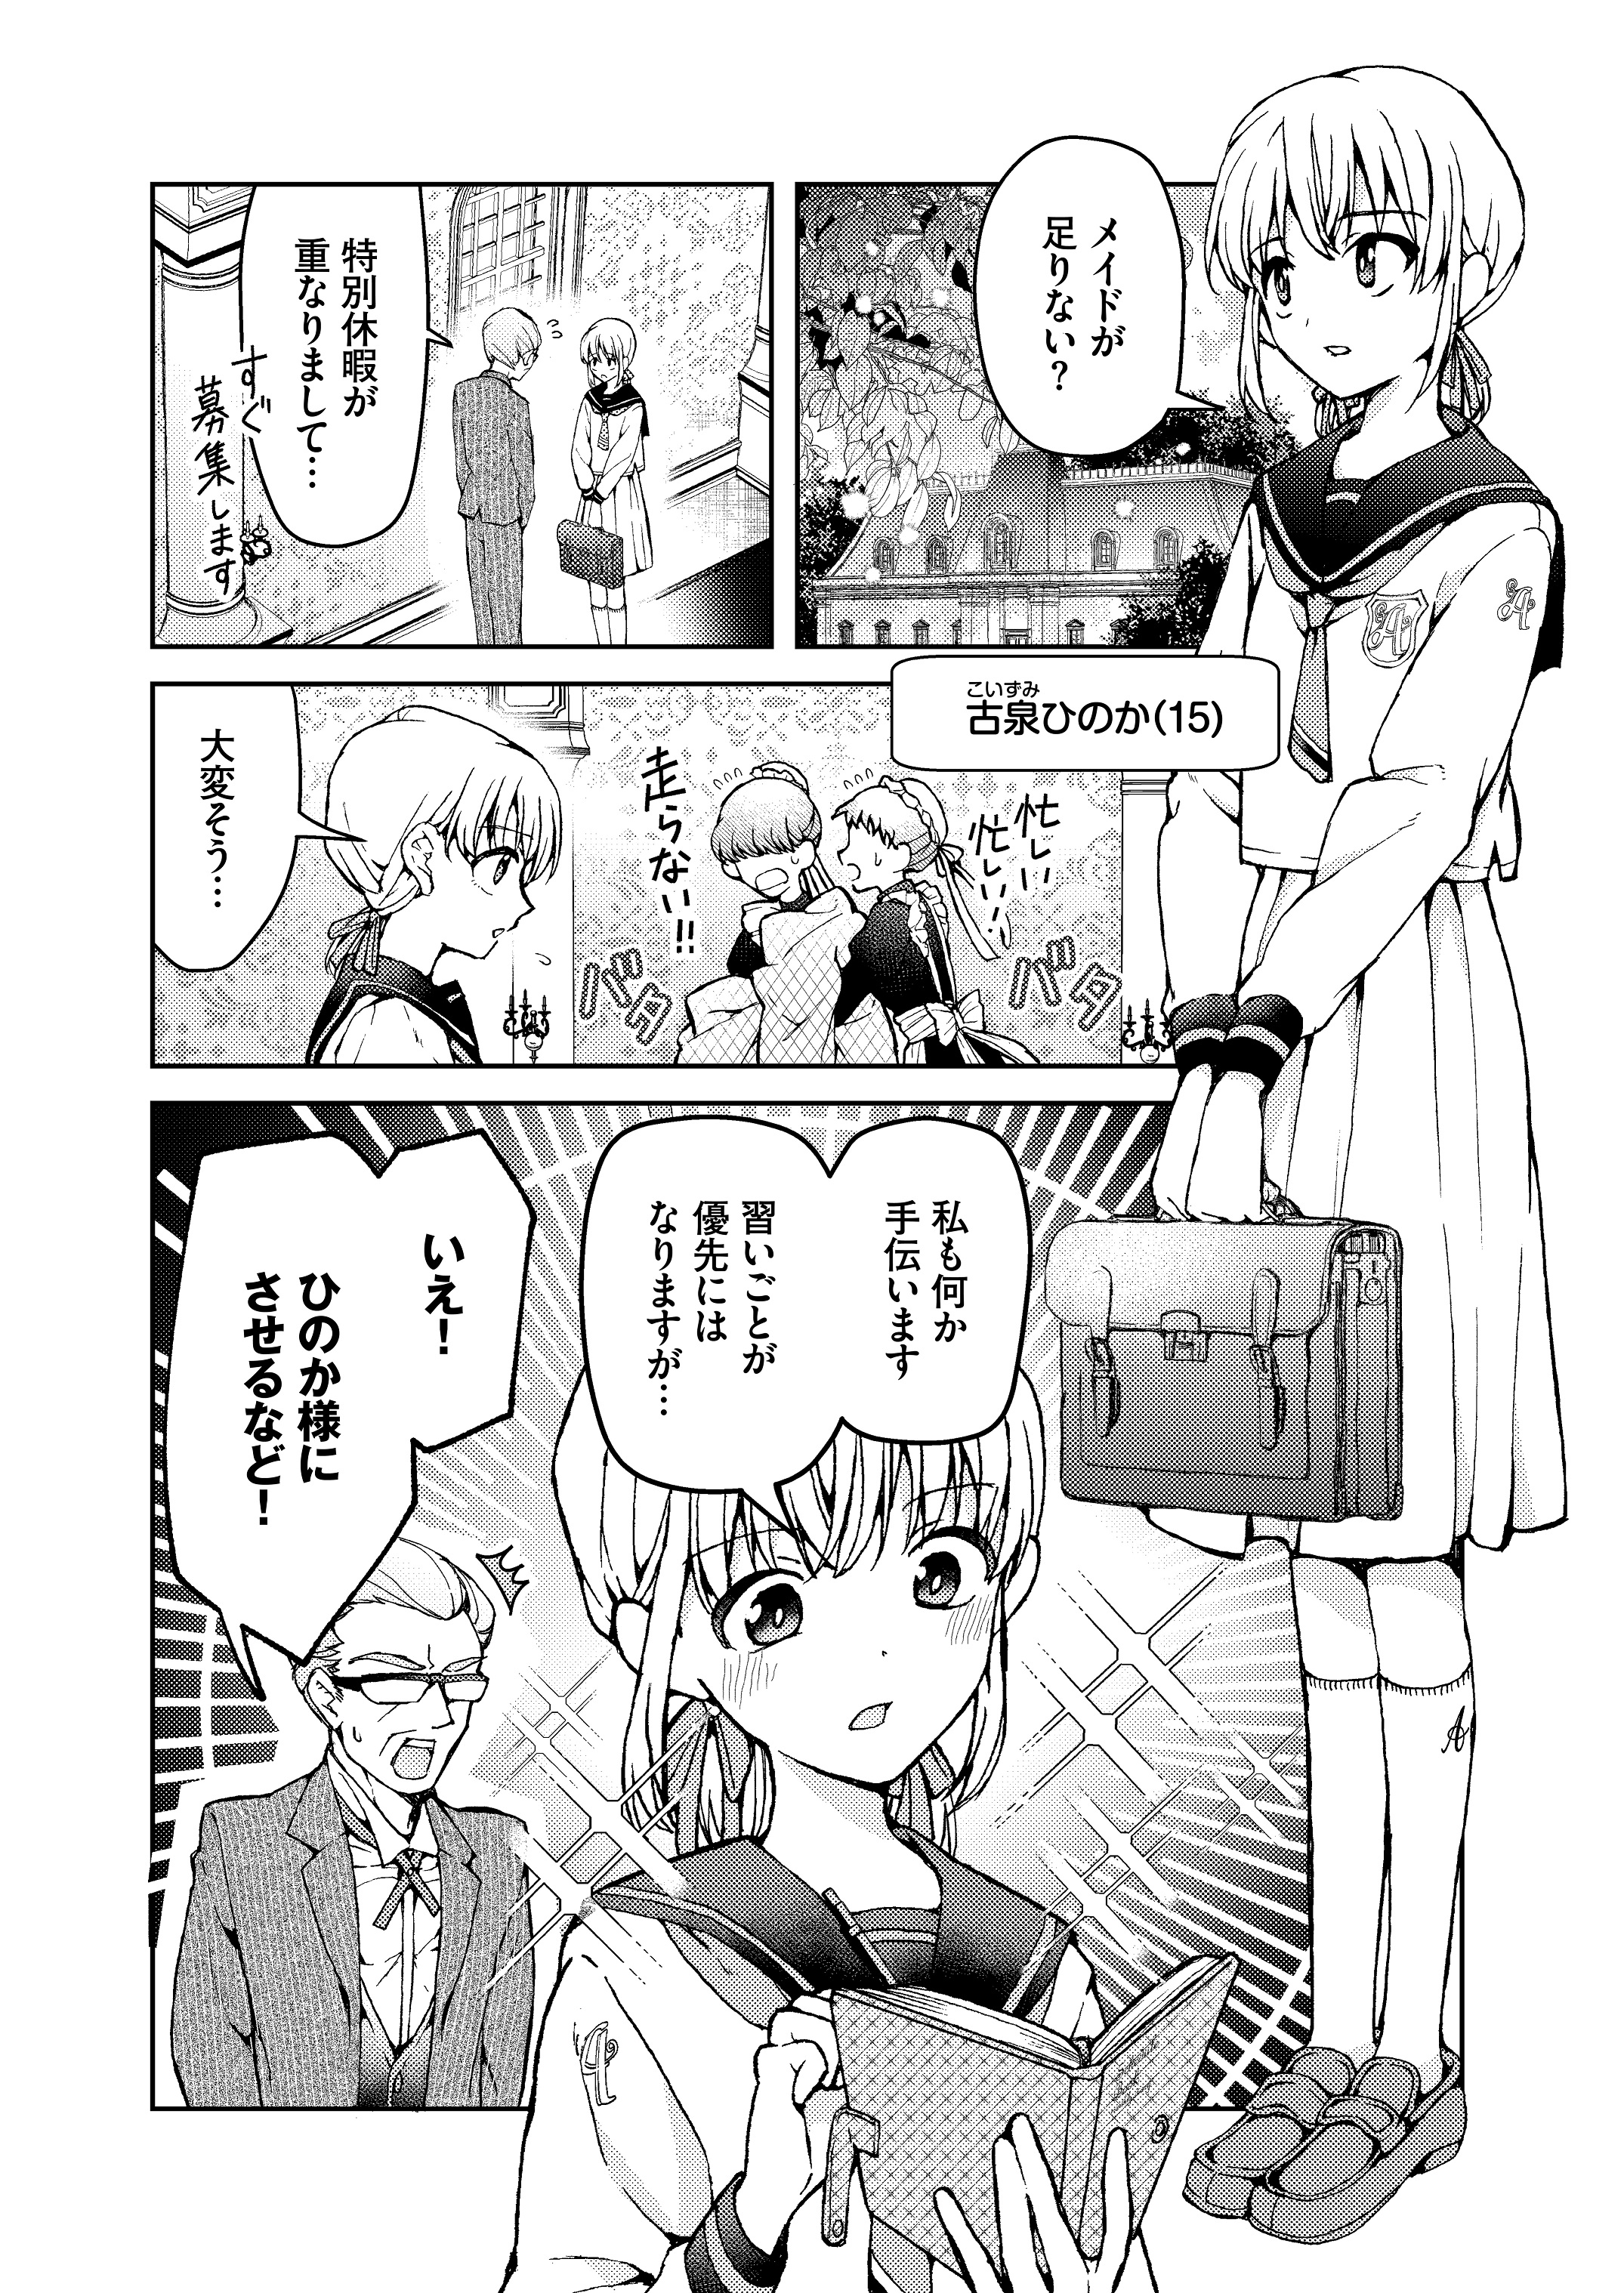 メイドが
足りない？
こいずみ
古泉ひのか（15）
特別休暇が
重なりまして…
すぐ
募集します
忙しい
忙しい！
バタ
走らない！！
バタ
大変そう…
私も何か
手伝います
習いごとが
優先には
なりますが…
いえ！
ひのか様に
させるなど！
A
A
A
A